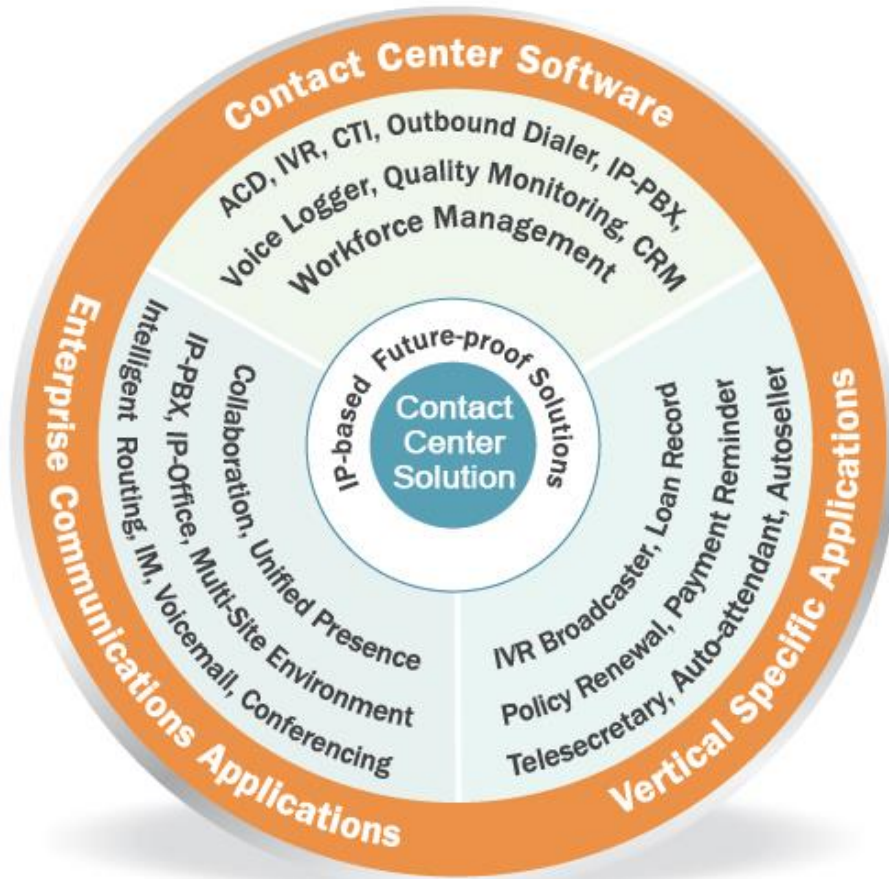 Contact Center Software
ACD, IVR, CTI, Outbound Dialer, IP-PBX,
Voice Logger, Quality Monitoring, CRM
Workforce Management
Enterprise Communications Applications
Intelligent Routing, IM, Voicemail, Conferencing
IP-PBX, IP-Office, Multi-Site Environment
Collaboration, Unified Presence
IP-based Future-proof Solutions
Contact
Center
Solution
IVR Broadcaster, Loan Record
Policy Renewal, Payment Reminder
Telesecretary, Auto-attendant, Autoseller
Vertical Specific Applications